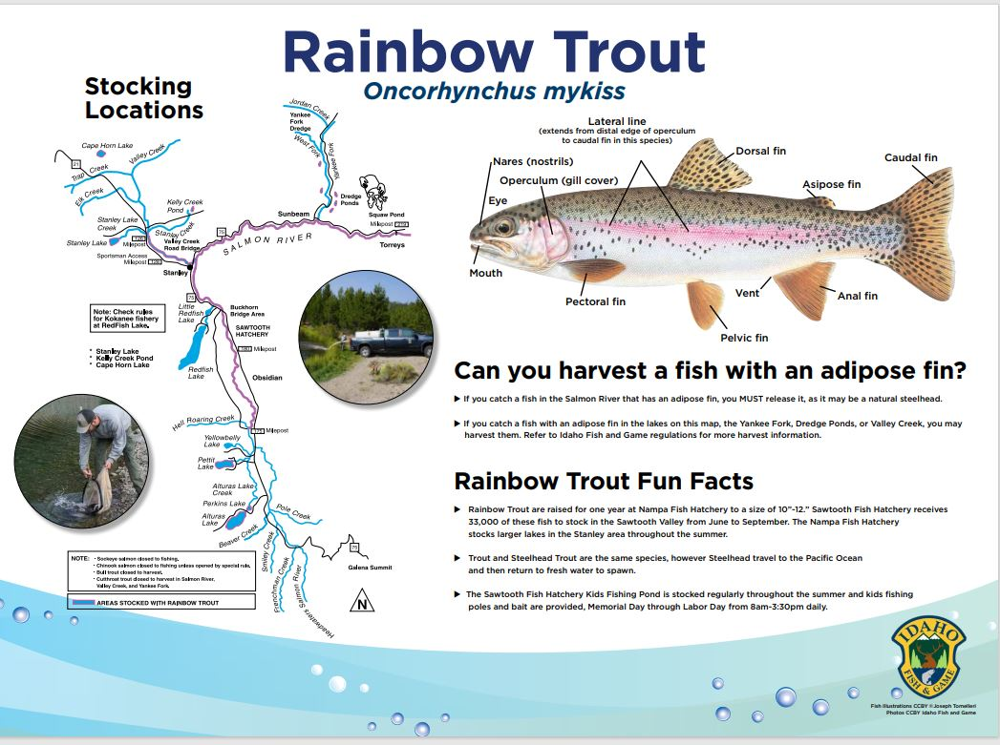 Rainbow Trout
Oncorhynchus mykiss
Stocking
Locations
Jordan Creek
Yankee
Fork
Dredge
West Fork
Yankee Fork
Cape Horn Lake
Valley Creek
21
Trap Creek
Elk Creek
Kelly Creek
Pond
Dredge
Ponds
Squaw Pond
Milepost
Sunbeam
Torreys
SALMON RIVER
75
Stanley Lake
Creek
Stanley Creek
Stanley Lake
Milepost
Valley Creek
Road Bridge
Sportsman Access
Milepost
Stanley
75
Little
Redfish
Lake
Buckhorn
Bridge Area
SAWTOOTH
HATCHERY
Milepost
Redfish
Lake
Obsidian
Note: Check rules
for Kokanee fishery
at RedFish Lake.
* Stanley Lake
* Kelly Creek Pond
* Cape Horn Lake
Hell Roaring Creek
Milepost
Yellowbelly
Lake
Pettit
Lake
Alturas Lake
Creek
Perkins Lake
Alturas
Lake
Pole Creek
Beaver Creek
Smiley Creek
Frenchman Creek
Salmon River
Headwaters
75
Galena Summit
N
NOTE: • Sockeye salmon closed to fishing.
• Chinook salmon closed to fishing unless opened by special rule.
• Bull trout closed to harvest.
• Cutthroat trout closed to harvest in Salmon River,
Valley Creek, and Yankee Fork.
AREAS STOCKED WITH RAINBOW TROUT
Lateral line
(extends from distal edge of operculum
to caudal fin in this species)
Nares (nostrils)
Operculum (gill cover)
Eye
Mouth
Dorsal fin
Asipose fin
Caudal fin
Pectoral fin
Pelvic fin
Vent
Anal fin
Can you harvest a fish with an adipose fin?
▶ If you catch a fish in the Salmon River that has an adipose fin, you MUST release it, as it may be a natural steelhead.
▶ If you catch a fish with an adipose fin in the lakes on this map, the Yankee Fork, Dredge Ponds, or Valley Creek, you may
harvest them. Refer to Idaho Fish and Game regulations for more harvest information.
Rainbow Trout Fun Facts
▶ Rainbow Trout are raised for one year at Nampa Fish Hatchery to a size of 10”-12.” Sawtooth Fish Hatchery receives
33,000 of these fish to stock in the Sawtooth Valley from June to September. The Nampa Fish Hatchery
stocks larger lakes in the Stanley area throughout the summer.
▶ Trout and Steelhead Trout are the same species, however Steelhead travel to the Pacific Ocean
and then return to fresh water to spawn.
▶ The Sawtooth Fish Hatchery Kids Fishing Pond is stocked regularly throughout the summer and kids fishing
poles and bait are provided, Memorial Day through Labor Day from 8am-3:30pm daily.
IDAHO
FISH & GAME
Fish Illustrations CCBY ©Joseph Tomelleri
Photos CCBY Idaho Fish and Game